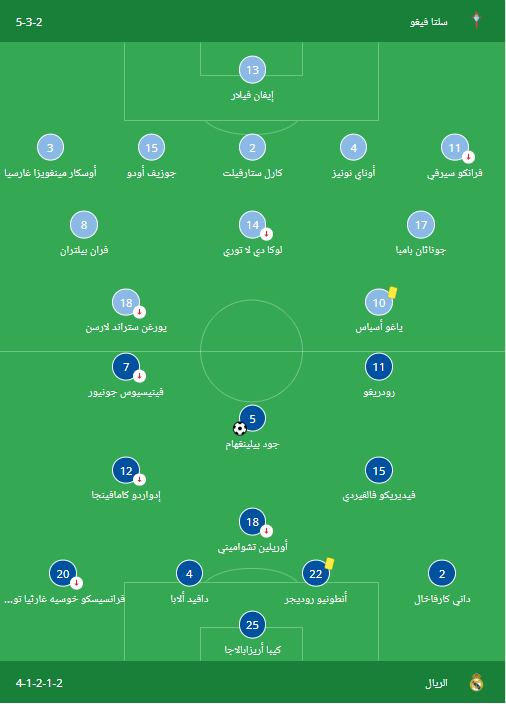 سلتا فيغو 5-3-2
13
إيفان فيلار
11 4 2 15 3
فرانكو سيرفي أوناي نونيز كارل ستارفيلت جوزيف أودو أوسكار مينغويزا غارسيا
17 14 8
جوناثان بامبا لوكا دي لا توري فران بيلتران
10 18
ياغو أسباس يورغن ستراند لارسن
11 7
رودريغو فينيسيوس جونيور
5
جود بيلينغهام
15 12
فيديريكو فالفيردي إدواردو كامافينجا
18
أوريلين تشواميني
2 22 4 20
داني كارفاخال أنطونيو روديجر دافيد ألابا فرانسيسكو خوسيه غارثيا تو...
25
كيبا أريزابالاجا
الريال 4-1-2-1-2